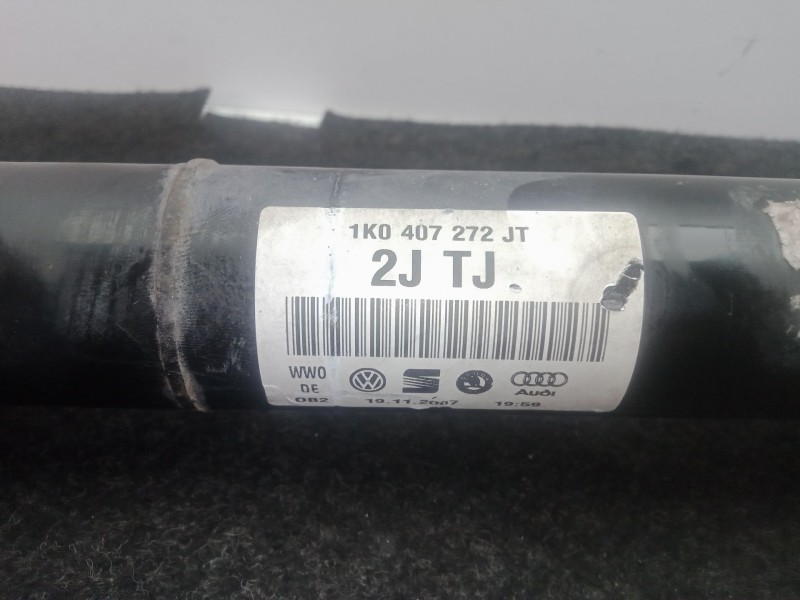 1K0 407 272 JT
2J TJ
WWO
DE
Audi
OB2 19.11.2007 19:59